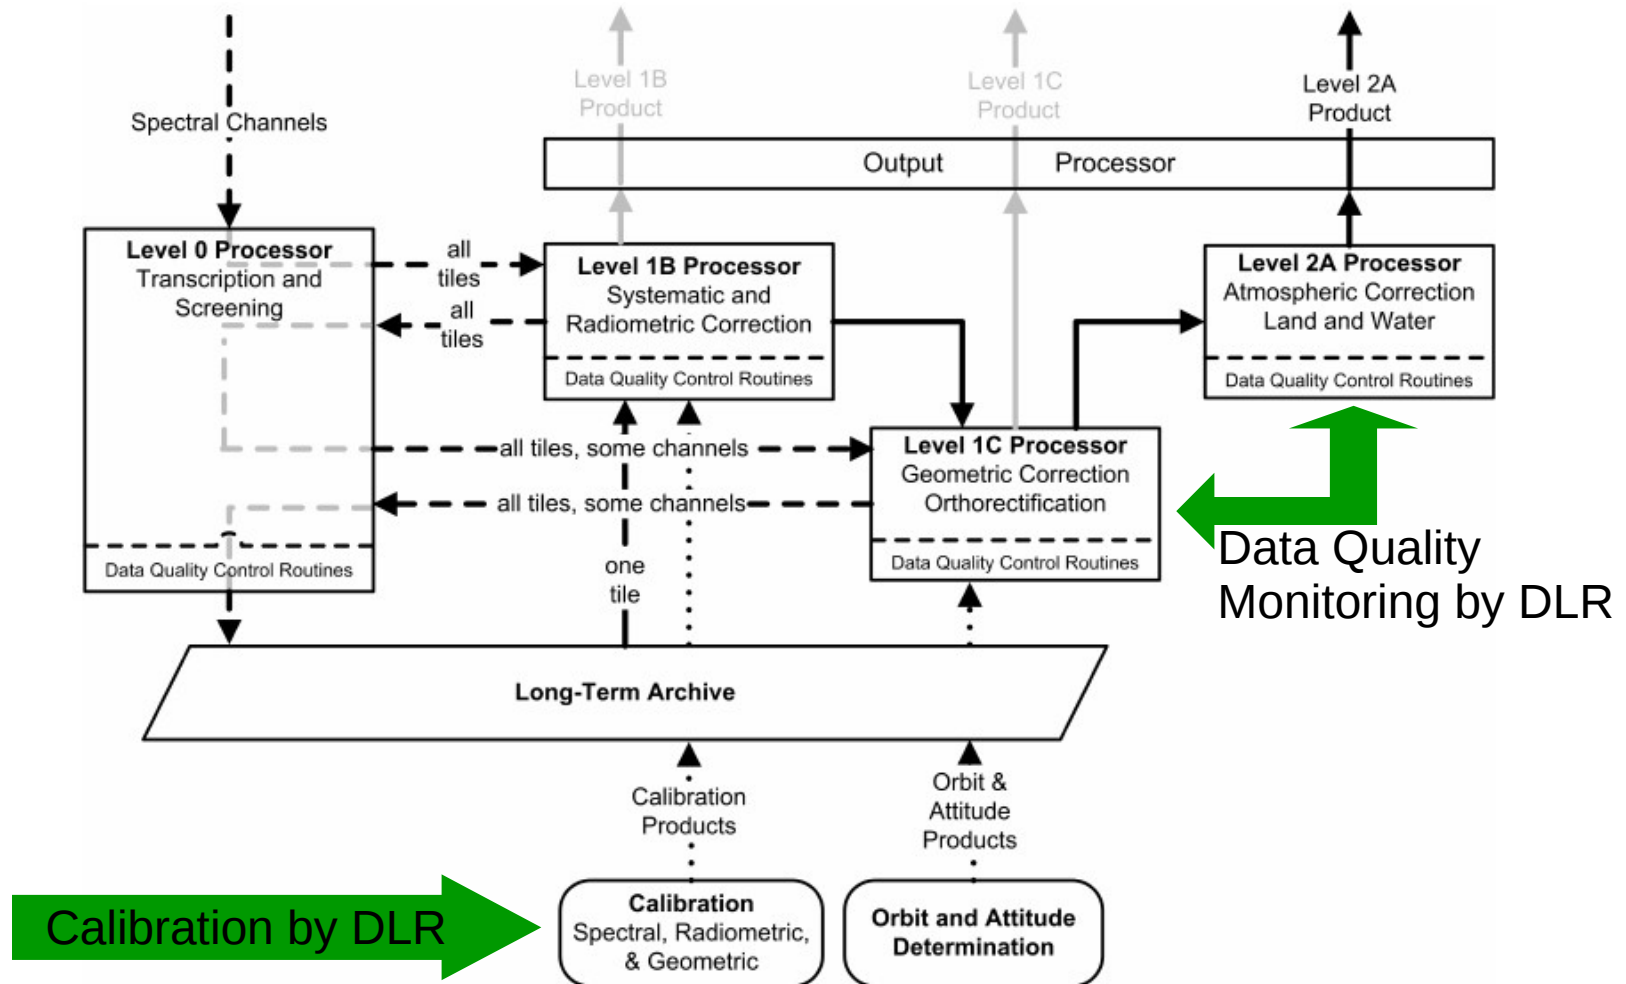 Spectral Channels
Level 1B
Product
Level 1C
Product
Level 2A
Product
Output Processor
Level 0 Processor
Transcription and
Screening
Data Quality Control Routines
all
tiles
all
tiles
Level 1B Processor
Systematic and
Radiometric Correction
Data Quality Control Routines
Level 2A Processor
Atmospheric Correction
Land and Water
Data Quality Control Routines
all tiles, some channels
all tiles, some channels
Level 1C Processor
Geometric Correction
Orthorectification
Data Quality Control Routines
Data Quality
Monitoring by DLR
one
tile
Long-Term Archive
Calibration
Products
Orbit &
Attitude
Products
Calibration by DLR
Calibration
Spectral, Radiometric,
& Geometric
Orbit and Attitude
Determination